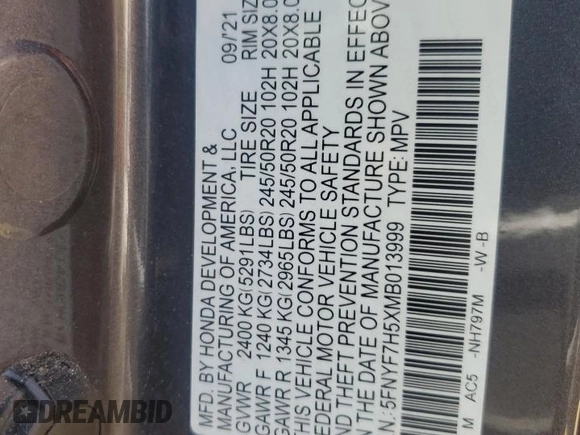 MFD. BY HONDA DEVELOPMENT &
MANUFACTURING OF AMERICA, LLC 09/21
GVWR 2400 KG(5291LBS) TIRE SIZE RIM SIZ
GAWR F 1240 KG(2734LBS) 245/50R20 102H 20X8.0
GAWR R 1345 KG(2965LBS) 245/50R20 102H 20X8.0
THIS VEHICLE CONFORMS TO ALL APPLICABLE
FEDERAL MOTOR VEHICLE SAFETY
AND THEFT PREVENTION STANDARDS IN EFFEC
ON THE DATE OF MANUFACTURE SHOWN ABOV
N:5FNYF7H5XMB013999 TYPE: MPV
M AC5 -NH797M -W -B
DREAMBID